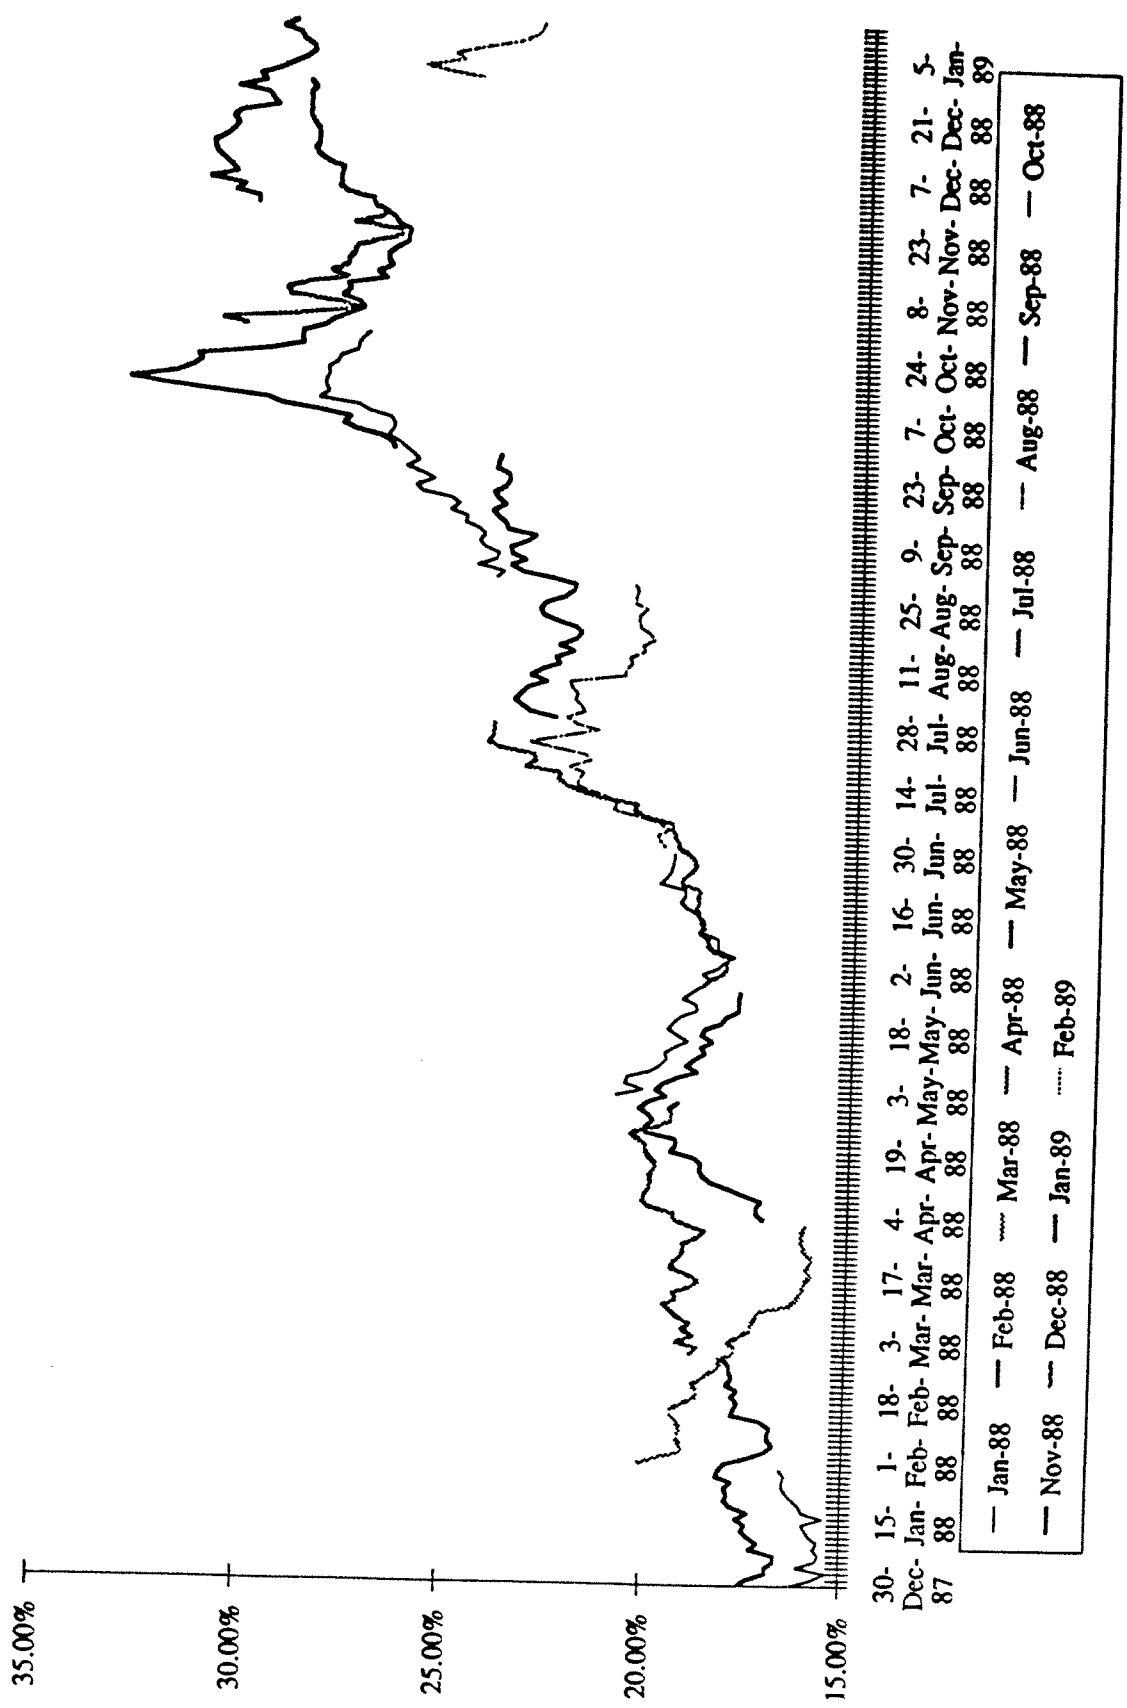 35.00%
30.00%
25.00%
20.00%
15.00%
30- 15- 1- 18- 3- 17- 4- 19- 3- 18- 2- 16- 30- 14- 28- 11- 25- 9- 23- 7- 24- 8- 23- 7- 21- 5-
Dec- Jan- Feb- Feb- Mar- Mar- Apr- Apr- May- May- Jun- Jun- Jun- Jul- Jul- Aug- Aug- Sep- Sep- Oct- Oct- Nov- Nov- Dec- Dec- Jan-
87 88 88 88 88 88 88 88 88 88 88 88 88 88 88 88 88 88 88 88 88 88 88 88 88 89
Jan-88 Feb-88 Mar-88 Apr-88 May-88 Jun-88 Jul-88 Aug-88 Sep-88 Oct-88
Nov-88 Dec-88 Jan-89 Feb-89